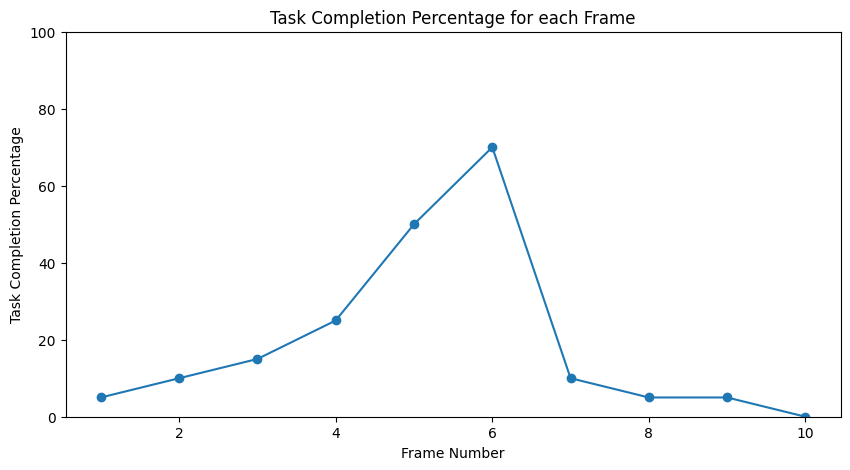 Task Completion Percentage for each Frame
100
80
60
40
20
0
Task Completion Percentage
2 4 6 8 10
Frame Number